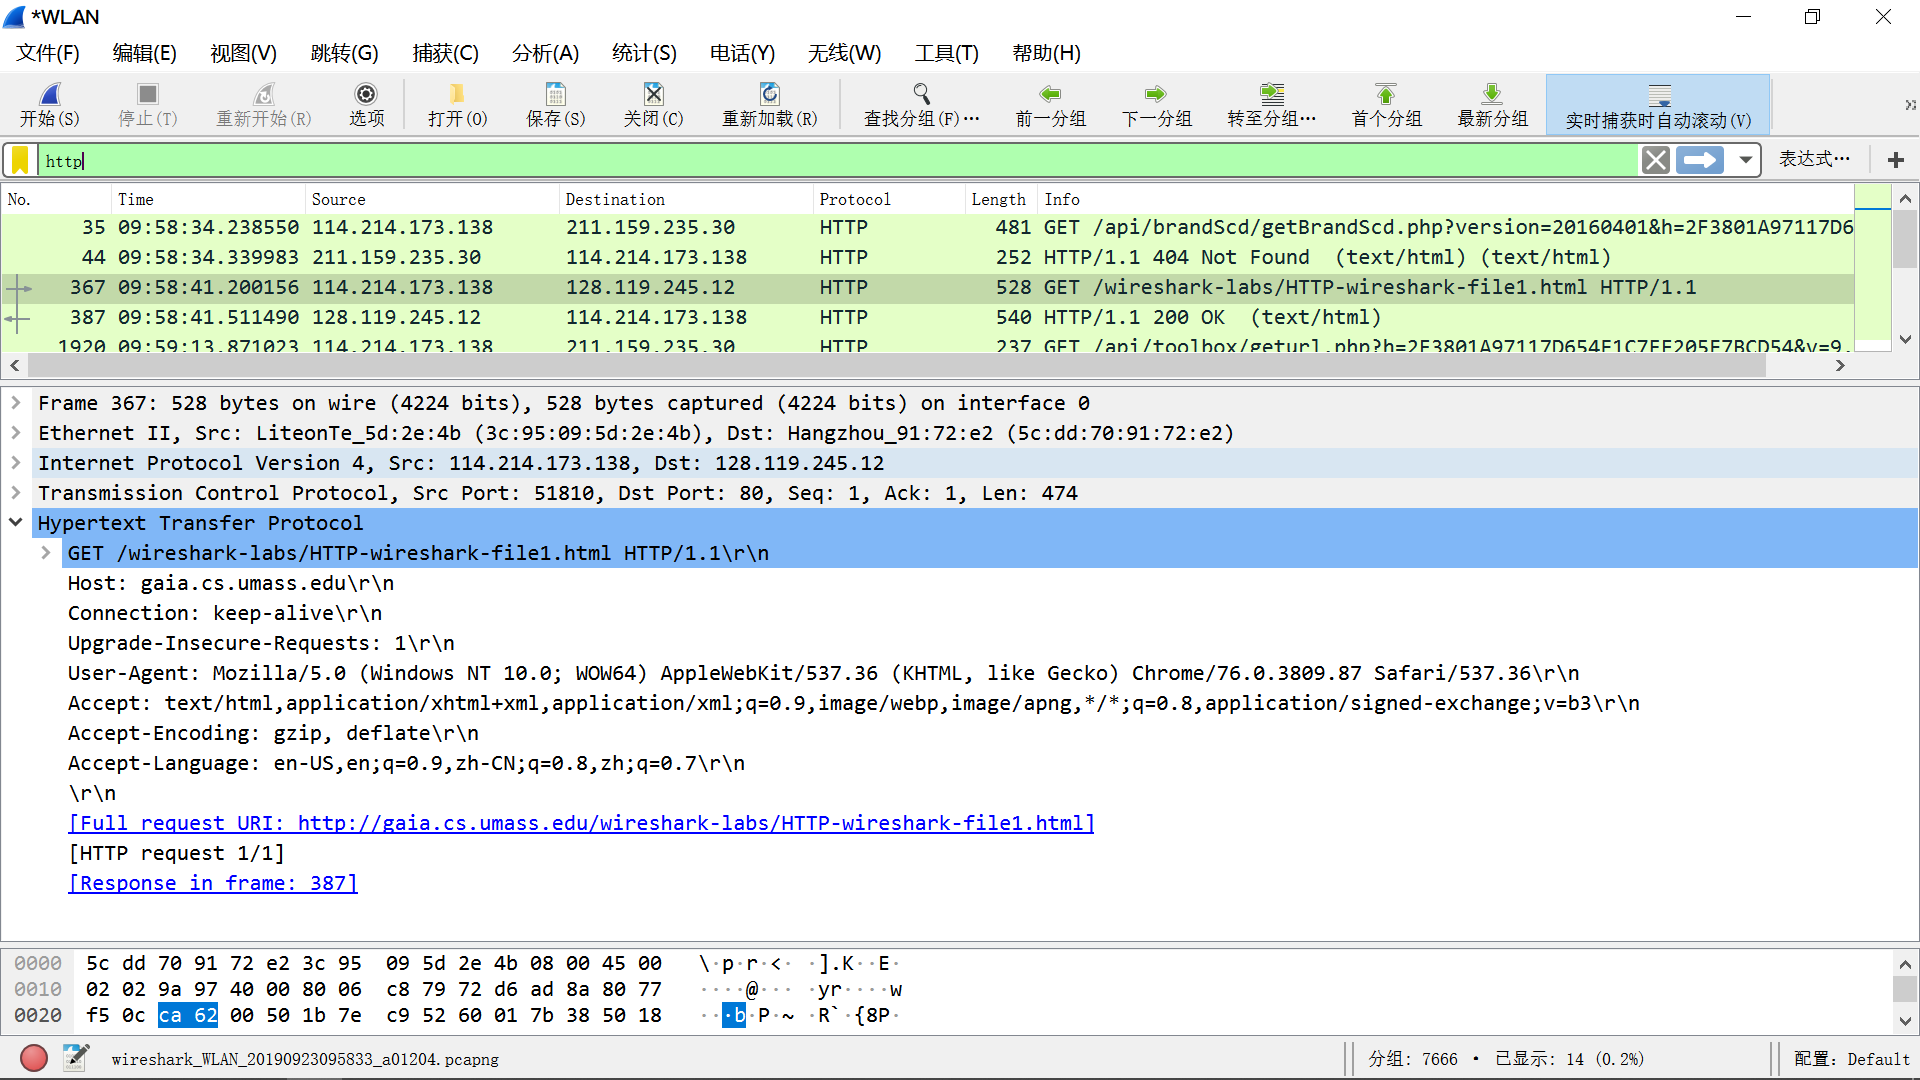 *WLAN
文件(F) 编辑(E) 视图(V) 跳转(G) 捕获(C) 分析(A) 统计(S) 电话(Y) 无线(W) 工具(T) 帮助(H)
开始(S) 停止(T) 重新开始(R) 选项 打开(O) 保存(S) 关闭(C) 重新加载(R) 查找分组(F)⋯ 前一分组 下一分组 转至分组⋯ 首个分组 最新分组 实时捕获时自动滚动(V) »
http 表达式⋯ +
No. Time Source Destination Protocol Length Info
35 09:58:34.238550 114.214.173.138 211.159.235.30 HTTP 481 GET /api/brandScd/getBrandScd.php?version=20160401&h=2F3801A97117D6
44 09:58:34.339983 211.159.235.30 114.214.173.138 HTTP 252 HTTP/1.1 404 Not Found (text/html) (text/html)
367 09:58:41.200156 114.214.173.138 128.119.245.12 HTTP 528 GET /wireshark-labs/HTTP-wireshark-file1.html HTTP/1.1
387 09:58:41.511490 128.119.245.12 114.214.173.138 HTTP 540 HTTP/1.1 200 OK (text/html)
1920 09:59:13.871023 114.214.173.138 211.159.235.30 HTTP 237 GET /api/toolbox/geturl.php?h=2F3801A97117D654F1C7EF205F7BCD54&v=9.
Frame 367: 528 bytes on wire (4224 bits), 528 bytes captured (4224 bits) on interface 0
Ethernet II, Src: LiteonTe_5d:2e:4b (3c:95:09:5d:2e:4b), Dst: Hangzhou_91:72:e2 (5c:dd:70:91:72:e2)
Internet Protocol Version 4, Src: 114.214.173.138, Dst: 128.119.245.12
Transmission Control Protocol, Src Port: 51810, Dst Port: 80, Seq: 1, Ack: 1, Len: 474
Hypertext Transfer Protocol
GET /wireshark-labs/HTTP-wireshark-file1.html HTTP/1.1\r\n
Host: gaia.cs.umass.edu\r\n
Connection: keep-alive\r\n
Upgrade-Insecure-Requests: 1\r\n
User-Agent: Mozilla/5.0 (Windows NT 10.0; WOW64) AppleWebKit/537.36 (KHTML, like Gecko) Chrome/76.0.3809.87 Safari/537.36\r\n
Accept: text/html,application/xhtml+xml,application/xml;q=0.9,image/webp,image/apng,*/*;q=0.8,application/signed-exchange;v=b3\r\n
Accept-Encoding: gzip, deflate\r\n
Accept-Language: en-US,en;q=0.9,zh-CN;q=0.8,zh;q=0.7\r\n
\r\n
[Full request URI: http://gaia.cs.umass.edu/wireshark-labs/HTTP-wireshark-file1.html]
[HTTP request 1/1]
[Response in frame: 387]
0000 5c dd 70 91 72 e2 3c 95 09 5d 2e 4b 08 00 45 00 \·p·r·<· ·].K··E·
0010 02 02 9a 97 40 00 80 06 c8 79 72 d6 ad 8a 80 77 ····@··· ·yr····w
0020 f5 0c ca 62 00 50 1b 7e c9 52 60 01 7b 38 50 18 ···b·P·~ ·R`·{8P·
wireshark_WLAN_20190923095833_a01204.pcapng 分组: 7666 · 已显示: 14 (0.2%) 配置: Default